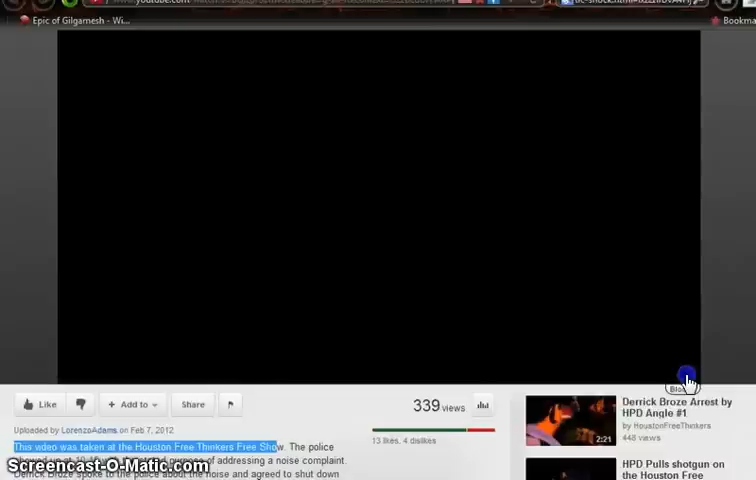 Epic of Gilgamesh - Wi...
Bookma
Like
Add to
Share
339 views
Uploaded by LorenzoAdams on Feb 7, 2012
13 likes, 4 dislikes
This video was taken at the Houston Free Thinkers Free Show. The police
of addressing a noise complaint.
Derrick Broze spoke to the police about the noise and agreed to shut down
Screencast-O-Matic.com
Derrick Broze Arrest by
HPD Angle #1
by HoustonFreeThinkers
448 views
2:21
HPD Pulls shotgun on
the Houston Free